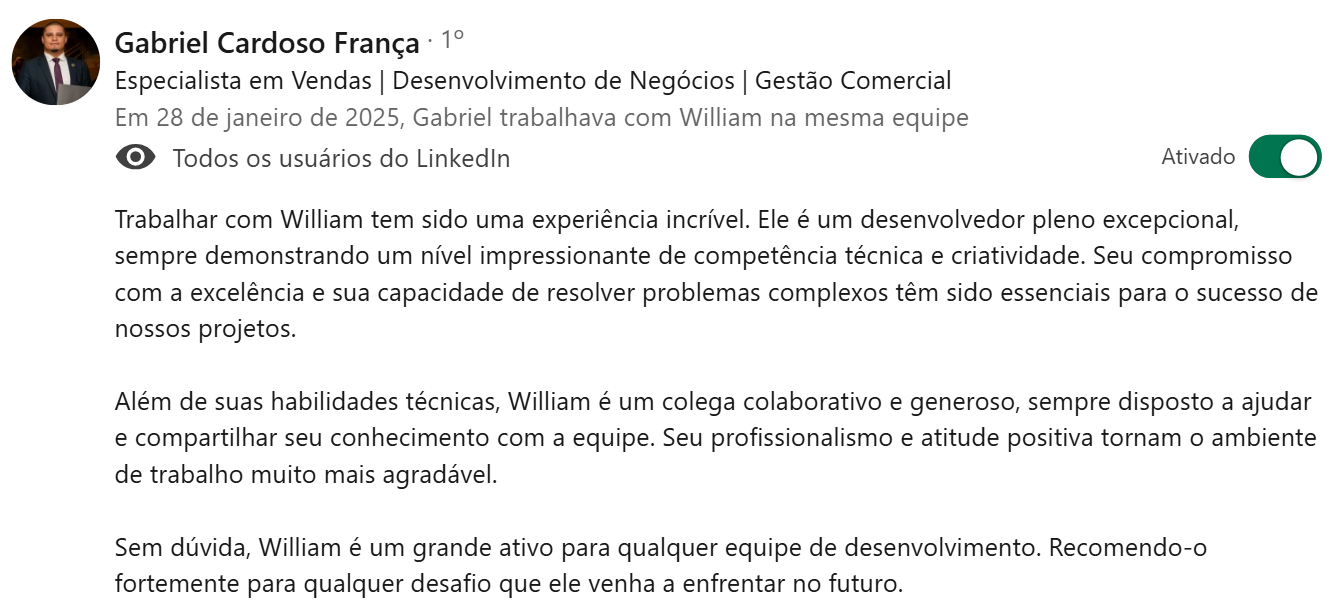 Gabriel Cardoso França · 1º
Especialista em Vendas | Desenvolvimento de Negócios | Gestão Comercial
Em 28 de janeiro de 2025, Gabriel trabalhava com William na mesma equipe
Todos os usuários do LinkedIn
Ativado
Trabalhar com William tem sido uma experiência incrível. Ele é um desenvolvedor pleno excepcional,
sempre demonstrando um nível impressionante de competência técnica e criatividade. Seu compromisso
com a excelência e sua capacidade de resolver problemas complexos têm sido essenciais para o sucesso de
nossos projetos.
Além de suas habilidades técnicas, William é um colega colaborativo e generoso, sempre disposto a ajudar
e compartilhar seu conhecimento com a equipe. Seu profissionalismo e atitude positiva tornam o ambiente
de trabalho muito mais agradável.
Sem dúvida, William é um grande ativo para qualquer equipe de desenvolvimento. Recomendo-o
fortemente para qualquer desafio que ele venha a enfrentar no futuro.